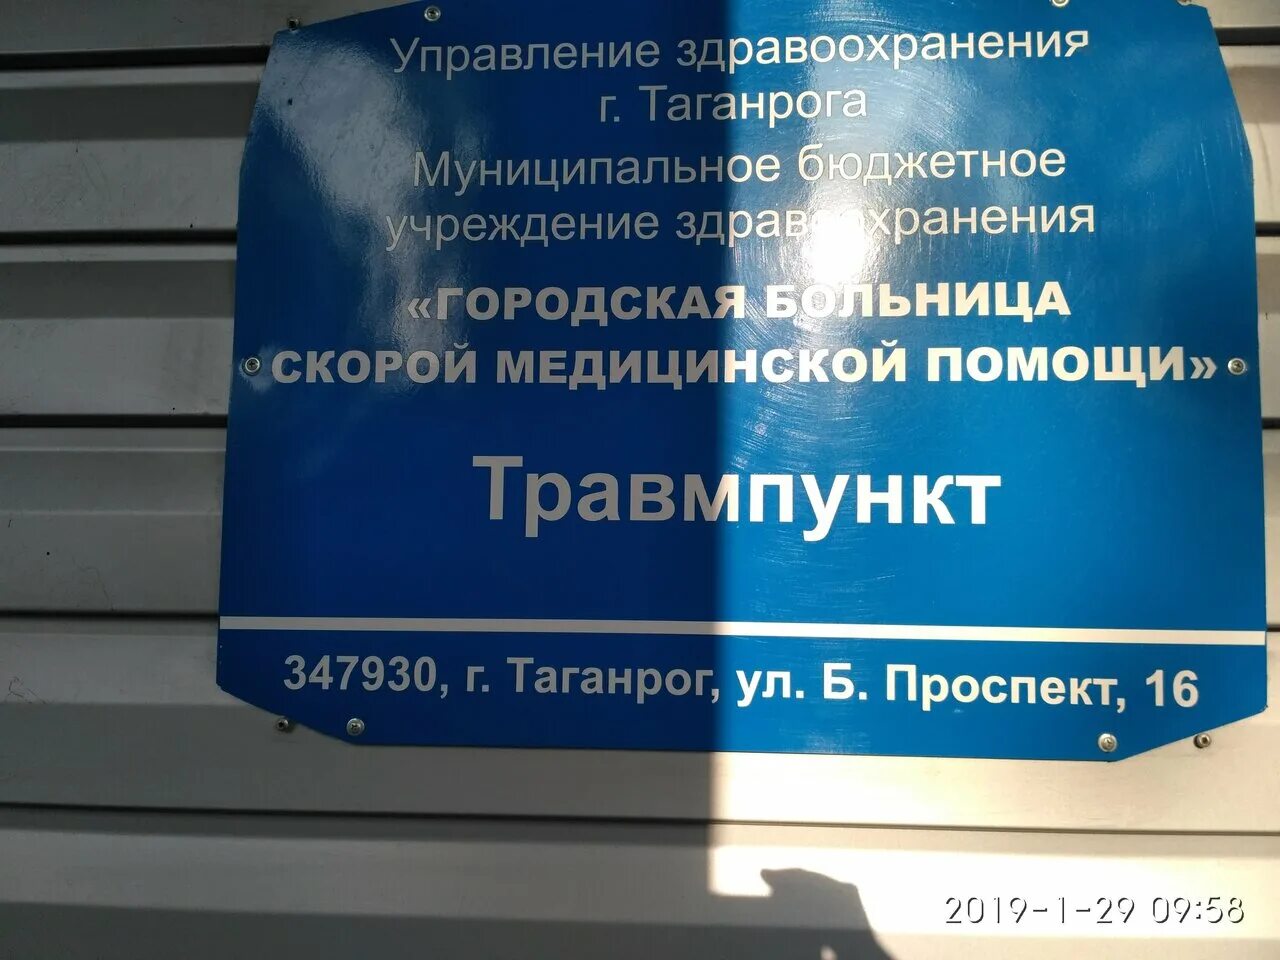 Управление здравоохранения
г. Таганрога
Муниципальное бюджетное
учреждение здравоохранения
«ГОРОДСКАЯ БОЛЬНИЦА
СКОРОЙ МЕДИЦИНСКОЙ ПОМОЩИ»
Травмпункт
347930, г. Таганрог, ул. Б. Проспект, 16
2019-1-29 09:58